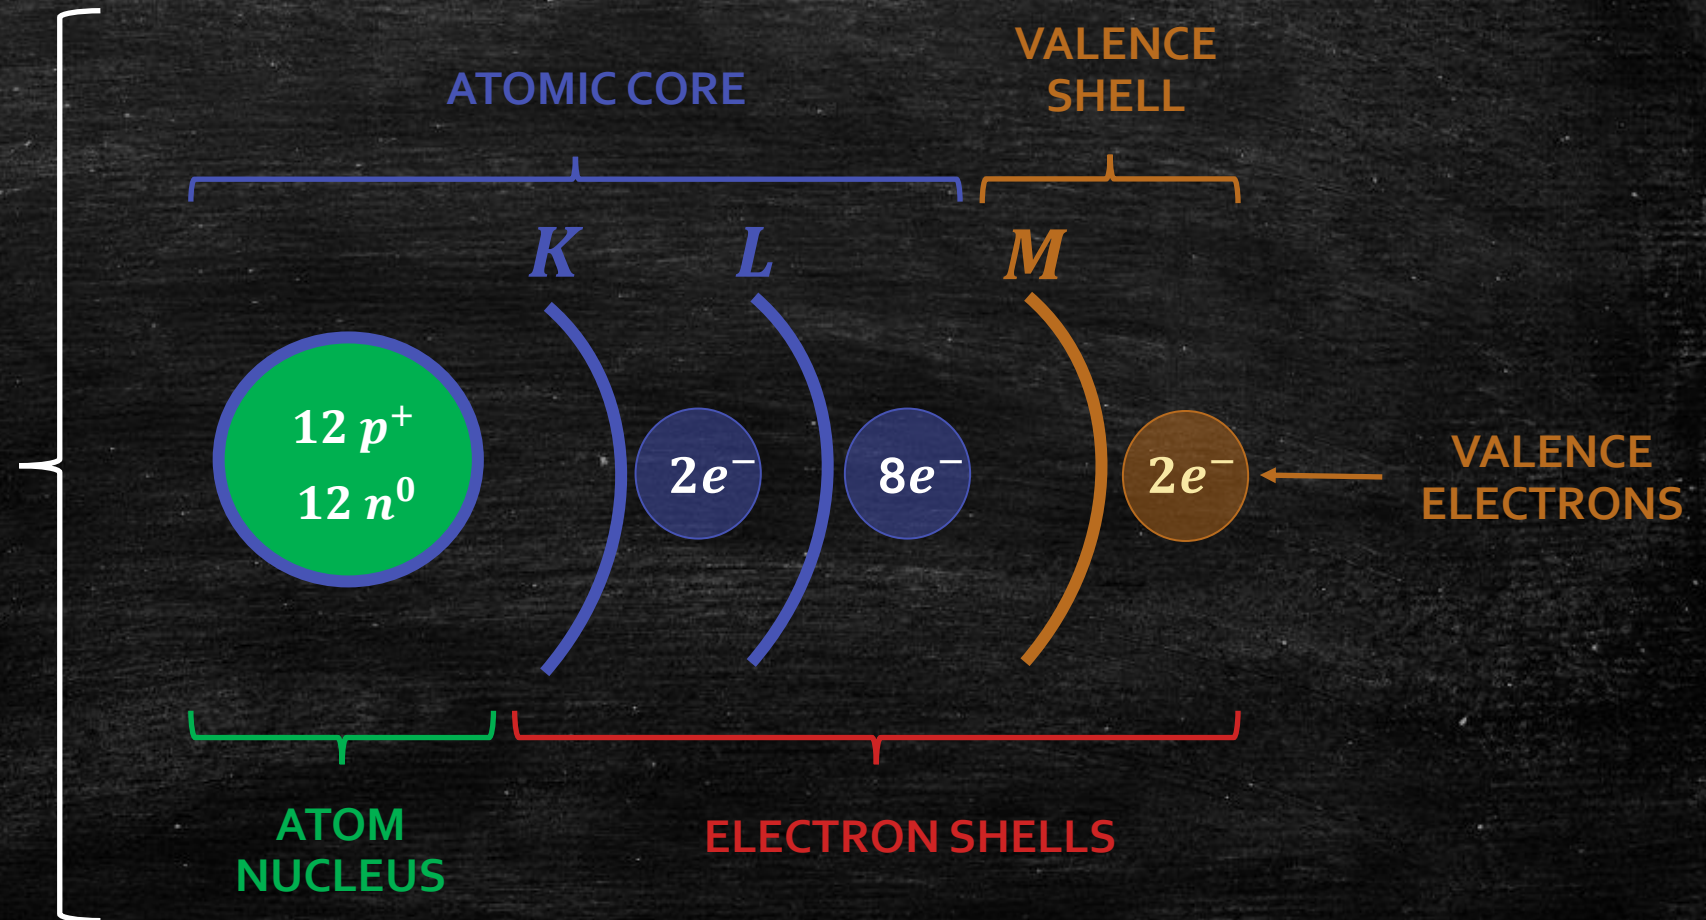 VALENCE
SHELL
ATOMIC CORE
K L M
12 p⁺
12 n⁰
2e⁻ 8e⁻ 2e⁻
VALENCE
ELECTRONS
ATOM
NUCLEUS
ELECTRON SHELLS